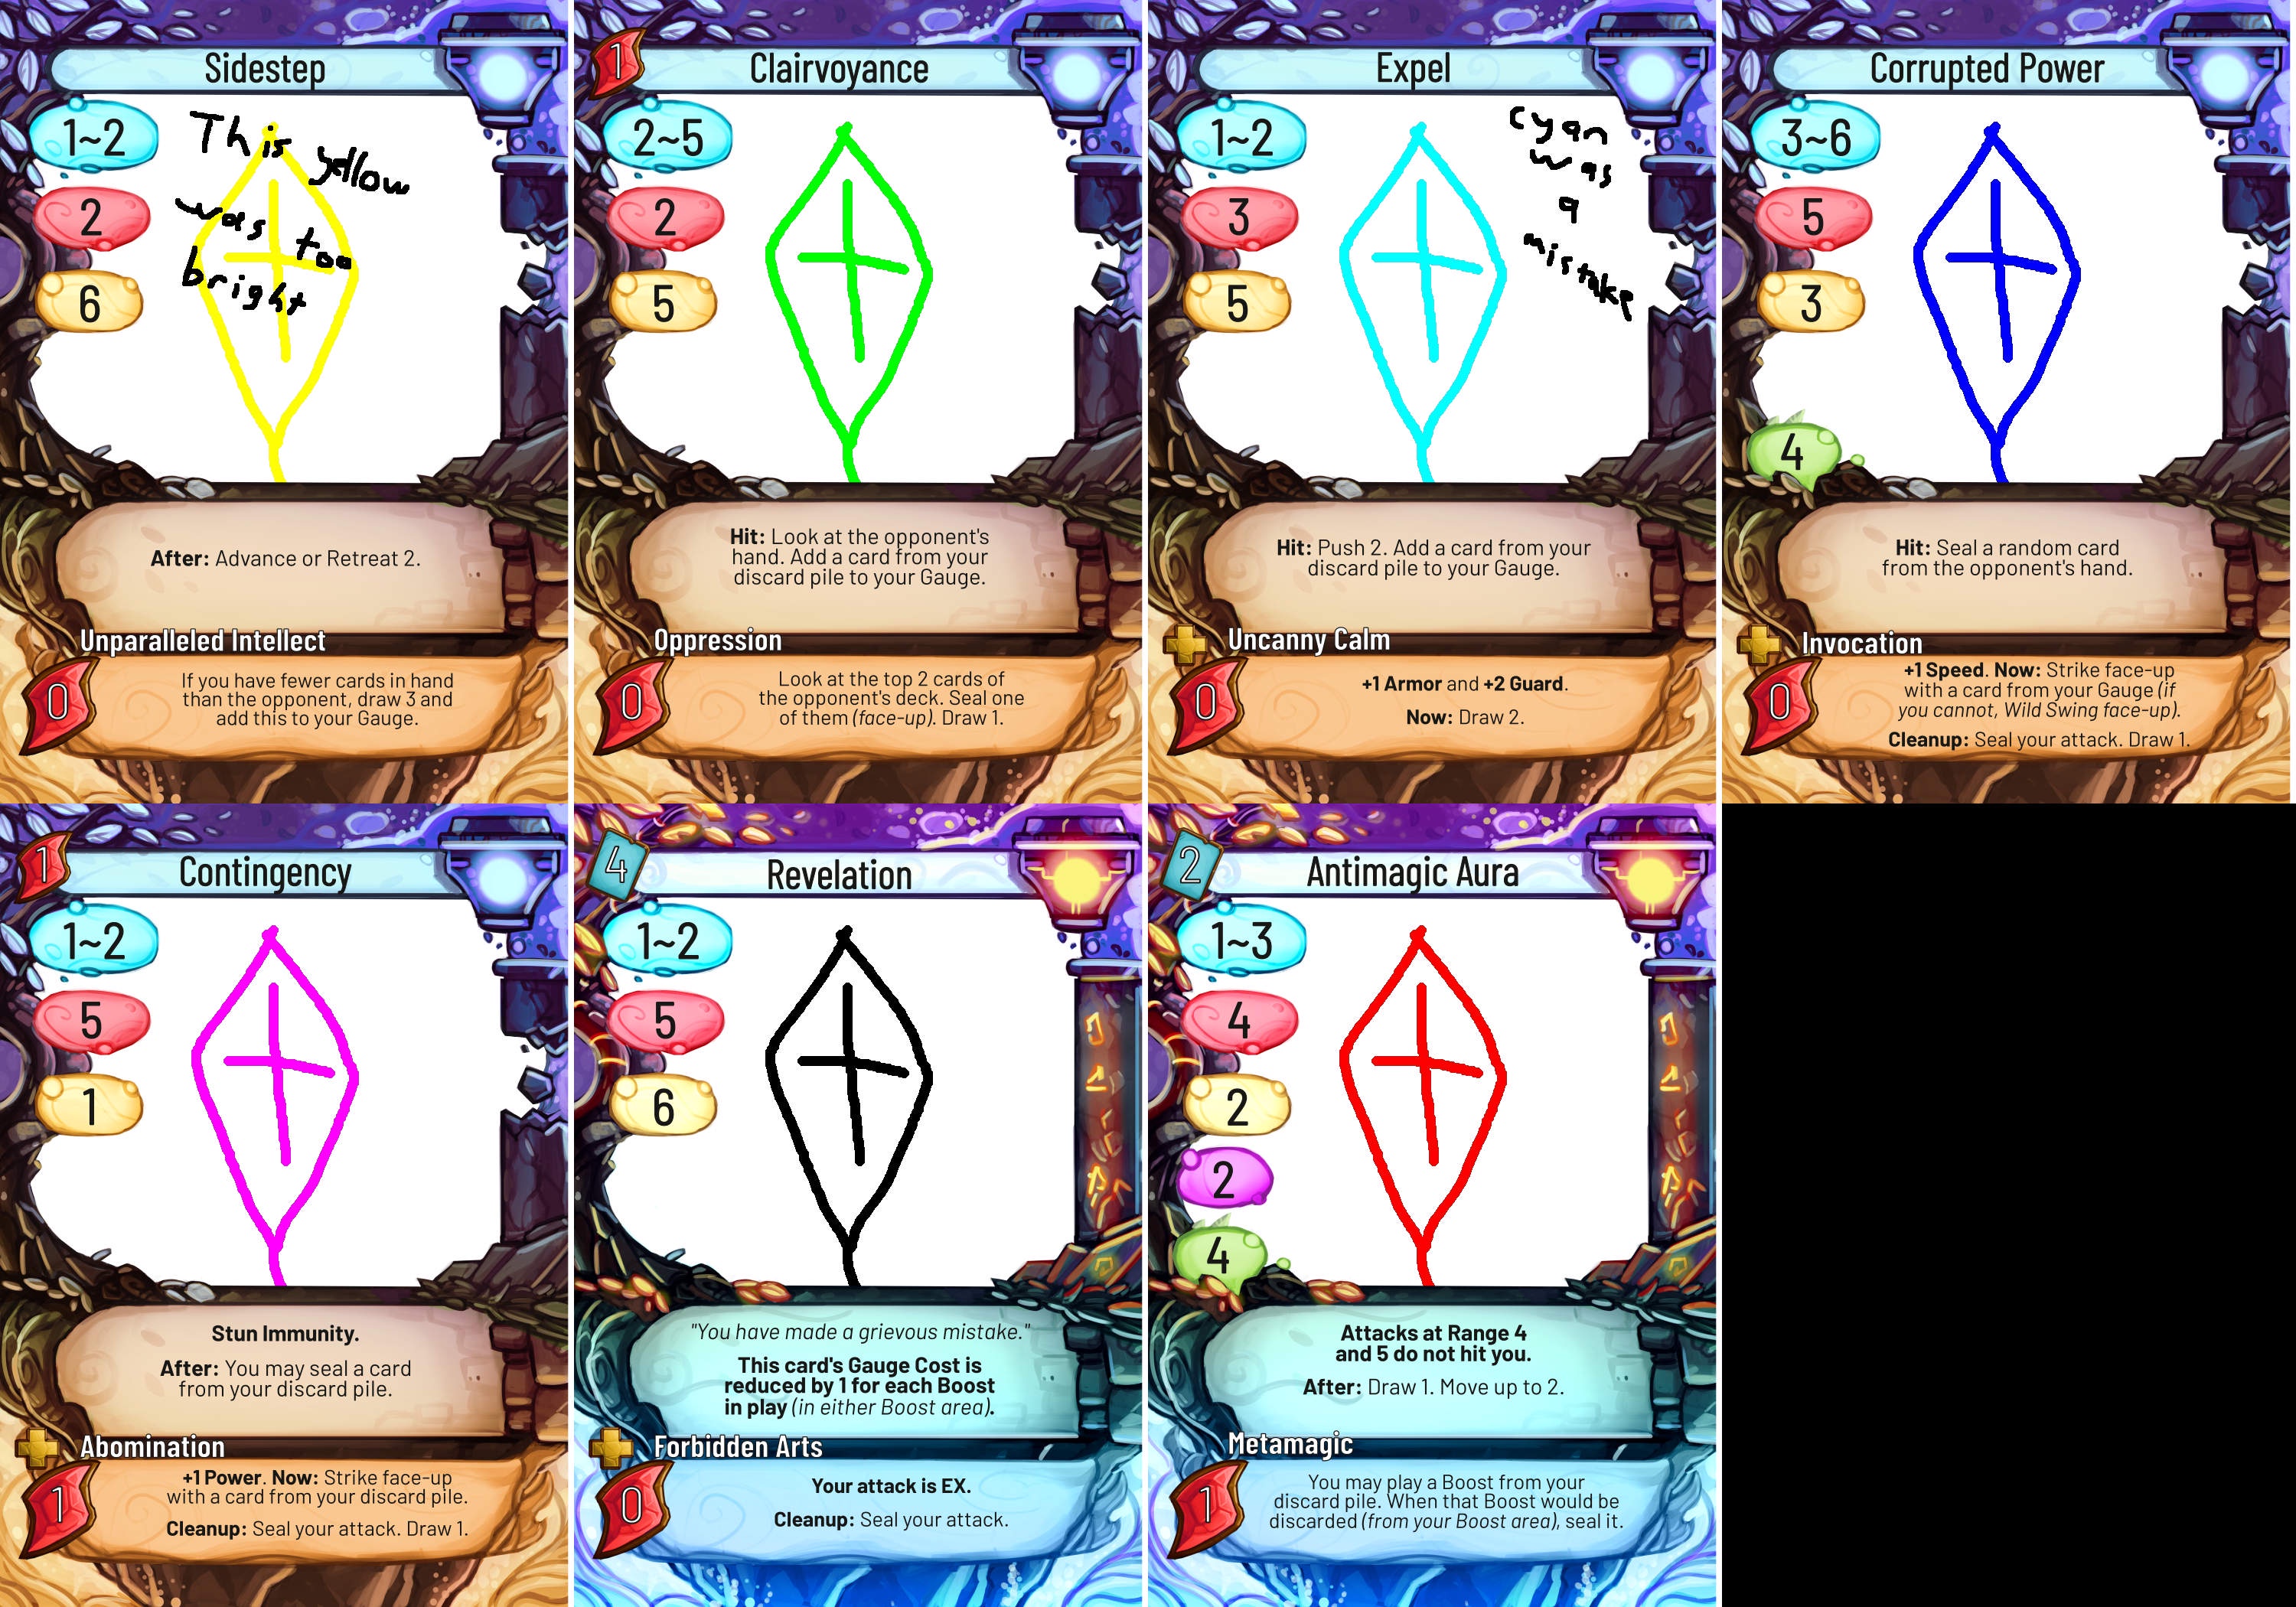 Sidestep
1~2
2
6
This yellow
was too
bright
After: Advance or Retreat 2.
Unparalleled Intellect
0
If you have fewer cards in hand
than the opponent, draw 3 and
add this to your Gauge.
1
Clairvoyance
2~5
2
5
Hit: Look at the opponent's
hand. Add a card from your
discard pile to your Gauge.
Oppression
0
Look at the top 2 cards of
the opponent's deck. Seal one
of them (face-up). Draw 1.
Expel
1~2
3
5
cyan
was
a
mistake
Hit: Push 2. Add a card from your
discard pile to your Gauge.
Uncanny Calm
0
+1 Armor and +2 Guard.
Now: Draw 2.
Corrupted Power
3~6
5
3
4
Hit: Seal a random card
from the opponent's hand.
Invocation
0
+1 Speed. Now: Strike face-up
with a card from your Gauge (if
you cannot, Wild Swing face-up).
Cleanup: Seal your attack. Draw 1.
1
Contingency
1~2
5
1
Stun Immunity.
After: You may seal a card
from your discard pile.
Abomination
1
+1 Power. Now: Strike face-up
with a card from your discard pile.
Cleanup: Seal your attack. Draw 1.
4
Revelation
1~2
5
6
"You have made a grievous mistake."
This card's Gauge Cost is
reduced by 1 for each Boost
in play (in either Boost area).
Forbidden Arts
0
Your attack is EX.
Cleanup: Seal your attack.
2
Antimagic Aura
1~3
4
2
2
4
Attacks at Range 4
and 5 do not hit you.
After: Draw 1. Move up to 2.
Metamagic
1
You may play a Boost from your
discard pile. When that Boost would be
discarded (from your Boost area), seal it.